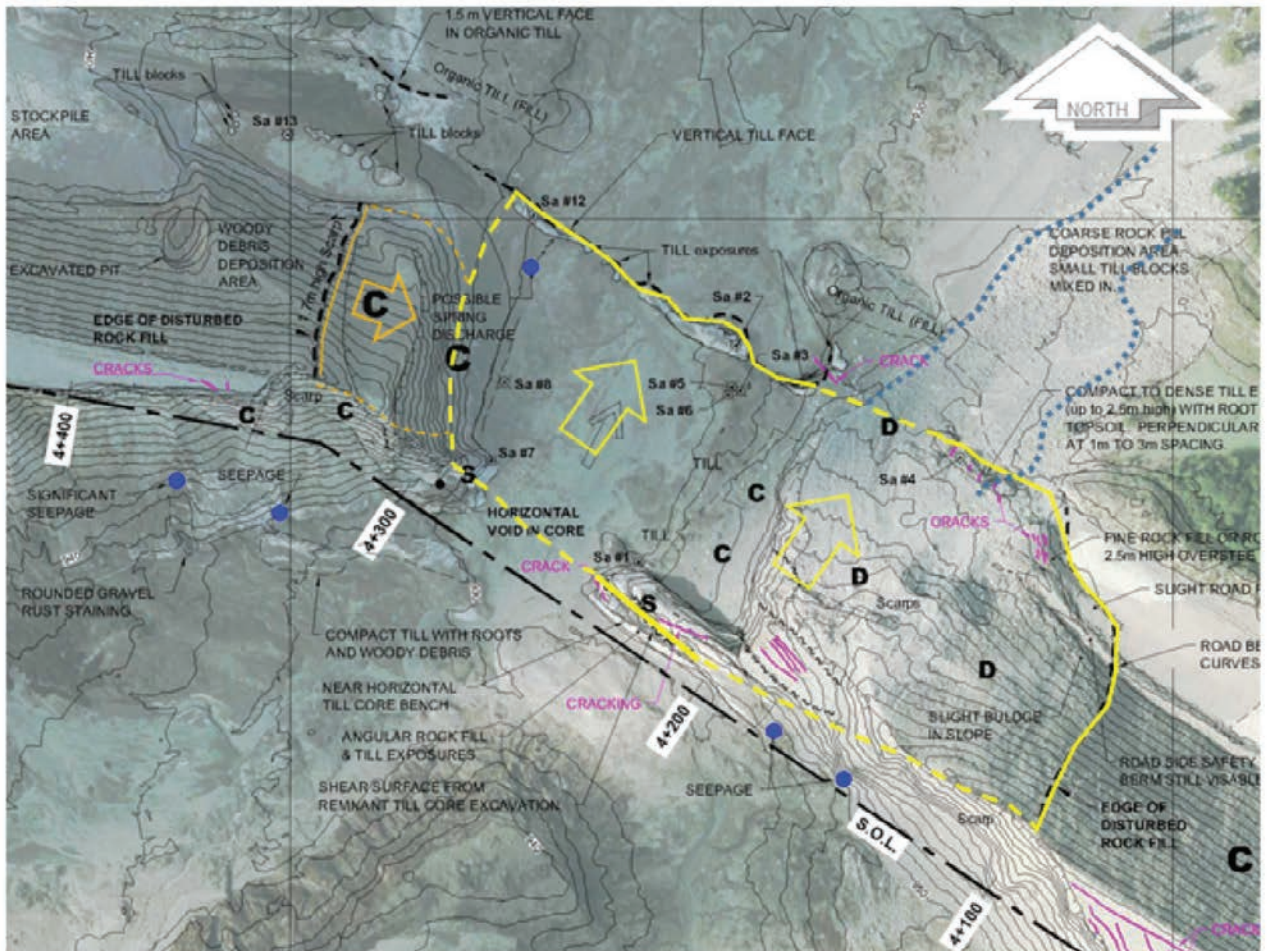 1.5 m VERTICAL FACE
IN ORGANIC TILL
NORTH
TILL blocks
Organic TILL (FILL)
STOCKPILE
AREA
Sa #13
TILL blocks
VERTICAL TILL FACE
Sa #12
WOODY
DEBRIS
DEPOSITION
AREA
7m high Scarp
TILL exposures
COARSE ROCK FILL
DEPOSITION AREA
SMALL TILL BLOCKS
MIXED IN.
EXCAVATED PIT
C
POSSIBLE
SPRING
DISCHARGE
Sa #2
Organic TILL (FILL)
EDGE OF DISTURBED
ROCK FILL
C
Sa #3
CRACK
CRACKS
Scarp
C
C
Sa #8
Sa #5
Sa #6
COMPACT TO DENSE TILL E
(up to 2.5m high) WITH ROOT
TOPSOIL. PERPENDICULAR
AT 1m TO 3m SPACING
D
4+400
SEEPAGE
S
Sa #7
TILL
Sa #4
SIGNIFICANT
SEEPAGE
C
4+300
HORIZONTAL
VOID IN CORE
CRACKS
TILL
C
FINE ROCK FILL OR RO
2.5m HIGH OVERSTEE
CRACK
Sa #1
D
ROUNDED GRAVEL
RUST STAINING
S
Scarps
SLIGHT ROAD
COMPACT TILL WITH ROOTS
AND WOODY DEBRIS
ROAD BE
CURVES
NEAR HORIZONTAL
TILL CORE BENCH
CRACKING
D
4+200
SLIGHT BULDGE
IN SLOPE
ANGULAR ROCK FILL
& TILL EXPOSURES
ROAD SIDE SAFETY
BERM STILL VISABLE
SHEAR SURFACE FROM
REMNANT TILL CORE EXCAVATION
SEEPAGE
EDGE OF
DISTURBED
ROCK FILL
S.O.L.
Scarp
C
4+100
CRACK